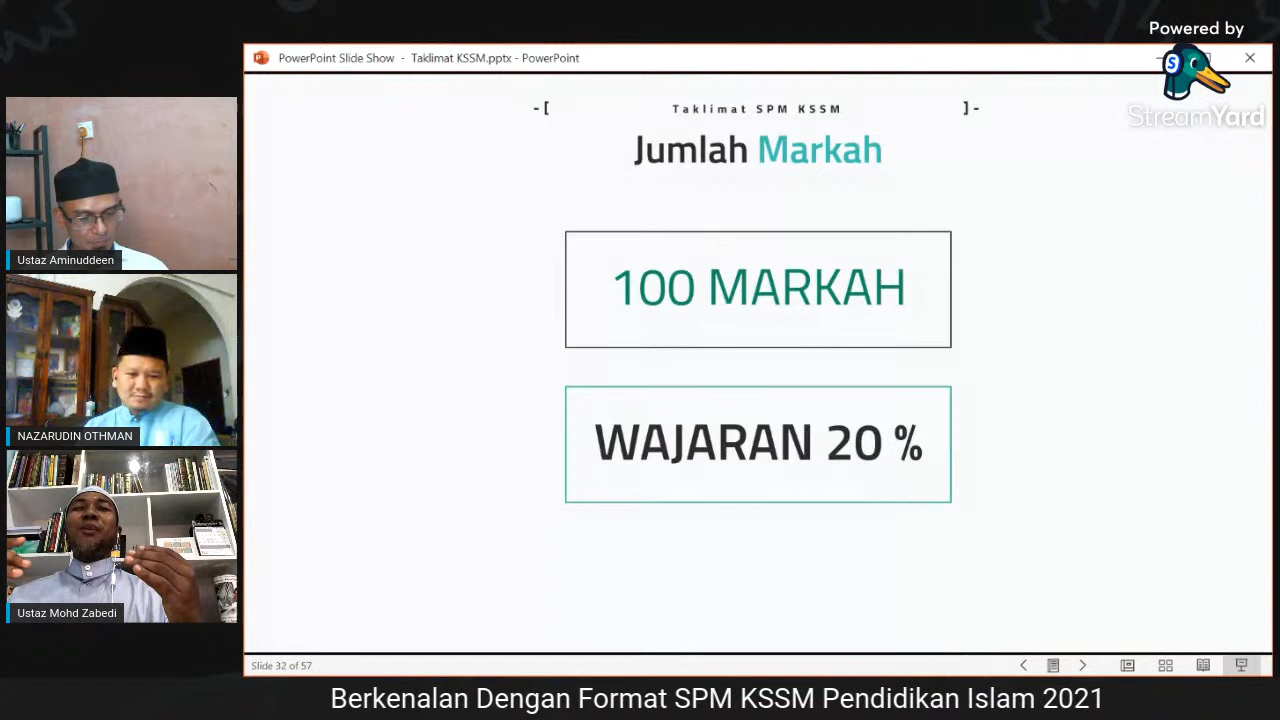 Powered by
StreamYard
PowerPoint Slide Show - Taklimat KSSM.pptx - PowerPoint
-[ Taklimat SPM KSSM ]-
Jumlah Markah
100 MARKAH
WAJARAN 20 %
Ustaz Aminuddeen
NAZARUDIN OTHMAN
Ustaz Mohd Zabedi
Slide 32 of 57
Berkenalan Dengan Format SPM KSSM Pendidikan Islam 2021